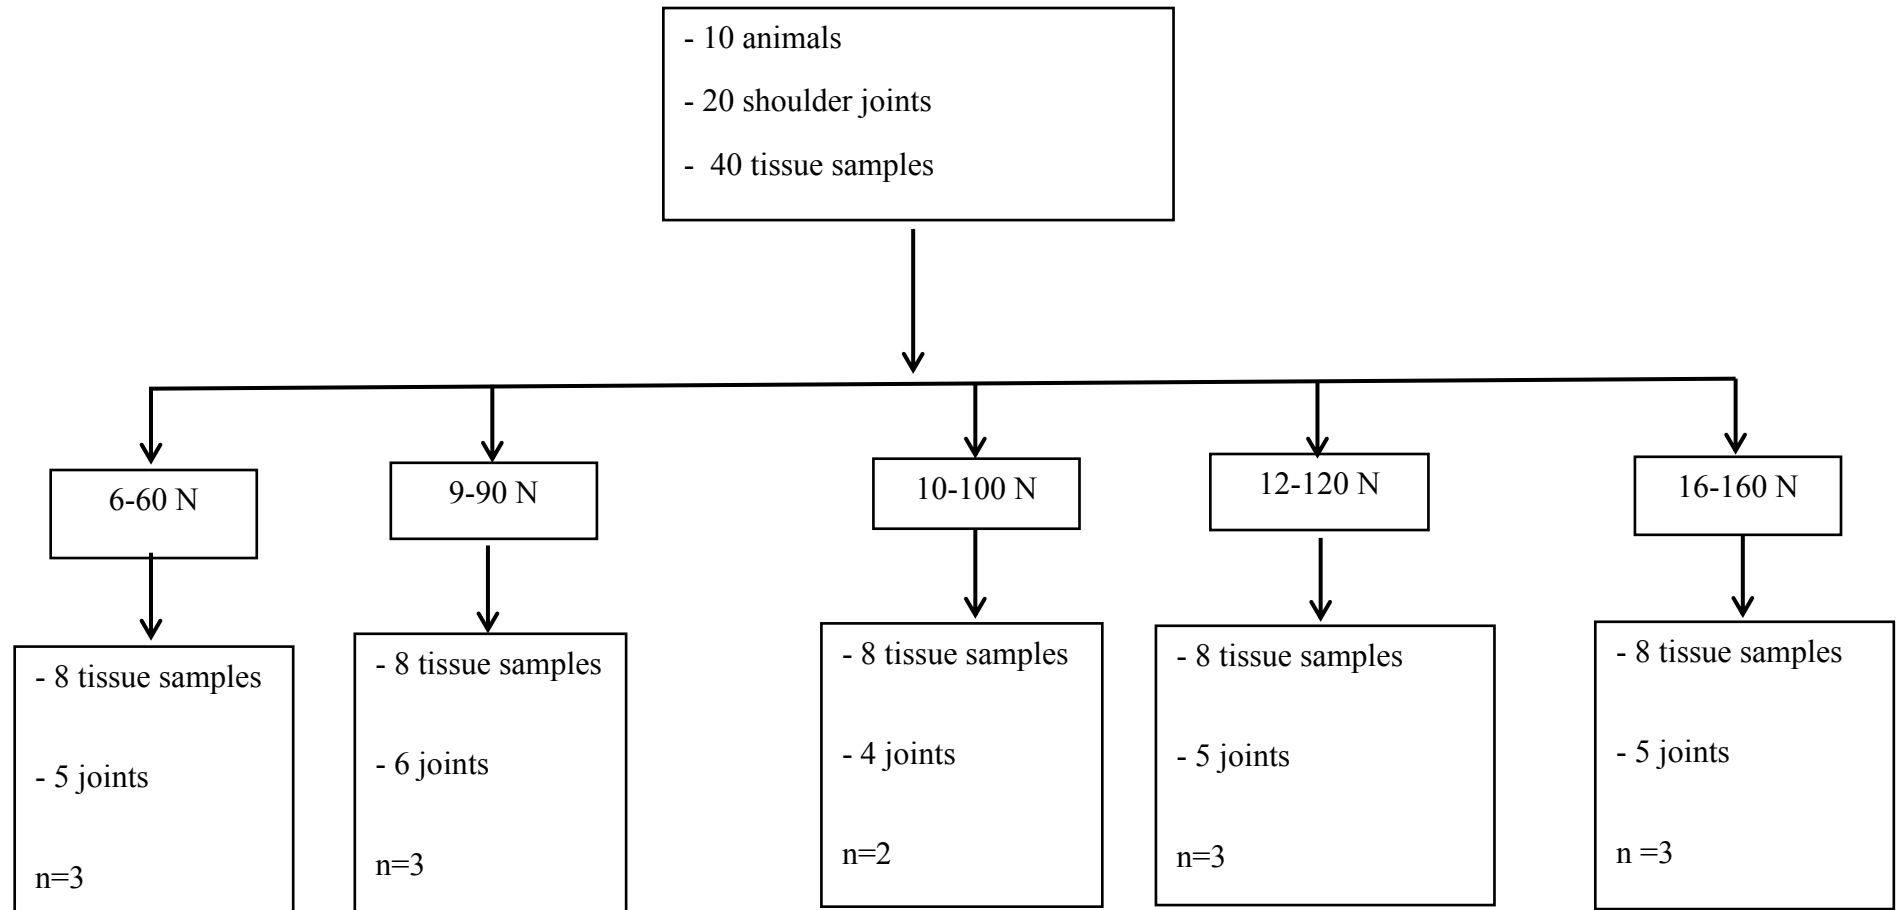 - 10 animals
- 20 shoulder joints
-  40 tissue samples
6-60 N
9-90 N
10-100 N
12-120 N
16-160 N
- 8 tissue samples
- 5 joints
n=3
- 8 tissue samples
- 6 joints
n=3
- 8 tissue samples
- 4 joints
n=2
- 8 tissue samples
- 5 joints
n=3
- 8 tissue samples
- 5 joints
n =3